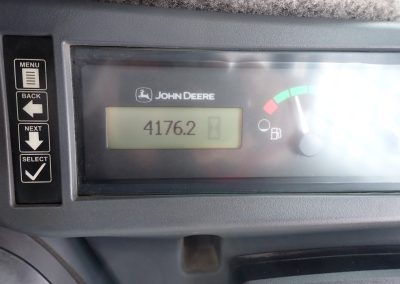 MENU
BACK
NEXT
SELECT
JOHN DEERE
4176.2